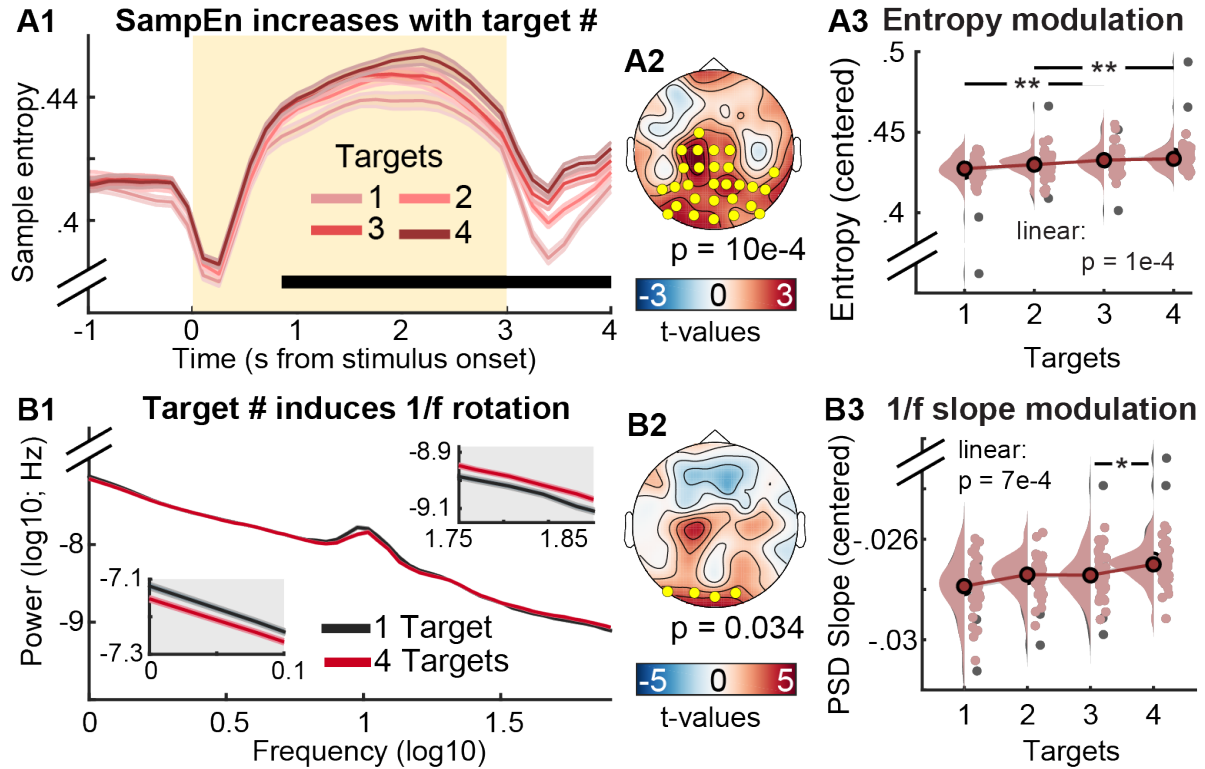 A1 SampEn increases with target #
Sample entropy
.44
.4
Targets
1 2
3 4
-1 0 1 2 3 4
Time (s from stimulus onset)
A2
p = 10e-4
-3 0 3
t-values
A3 Entropy modulation
Entropy (centered)
.5
.45
.4
**
**
linear:
p = 1e-4
1 2 3 4
Targets
B1 Target # induces 1/f rotation
Power (log10; Hz)
-8
-9
-8.9
-9.1
1.75 1.85
-7.1
-7.3
0 0.1
1 Target
4 Targets
0 0.5 1 1.5
Frequency (log10)
B2
p = 0.034
-5 0 5
t-values
B3 1/f slope modulation
PSD Slope (centered)
linear:
p = 7e-4
*
-.026
-.03
1 2 3 4
Targets